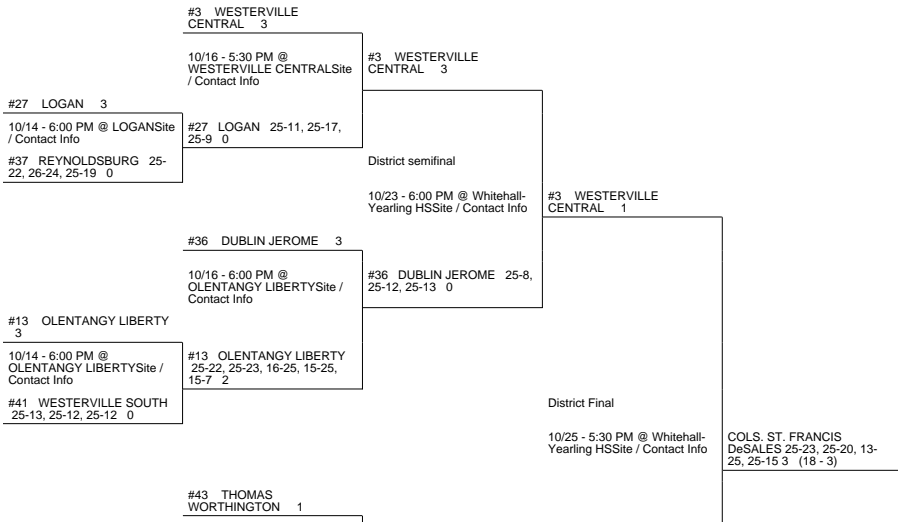 #3 WESTERVILLE
CENTRAL 3
10/16 - 5:30 PM @
WESTERVILLE CENTRALSite
/ Contact Info
#3 WESTERVILLE
CENTRAL 3
#27 LOGAN 3
10/14 - 6:00 PM @ LOGANSite
/ Contact Info
#27 LOGAN 25-11, 25-17,
25-9 0
#37 REYNOLDSBURG 25-
22, 26-24, 25-19 0
District semifinal
10/23 - 6:00 PM @ Whitehall-
Yearling HSSite / Contact Info
#3 WESTERVILLE
CENTRAL 1
#36 DUBLIN JEROME 3
10/16 - 6:00 PM @
OLENTANGY LIBERTYSite /
Contact Info
#36 DUBLIN JEROME 25-8,
25-12, 25-13 0
#13 OLENTANGY LIBERTY
3
10/14 - 6:00 PM @
OLENTANGY LIBERTYSite /
Contact Info
#13 OLENTANGY LIBERTY
25-22, 25-23, 16-25, 15-25,
15-7 2
#41 WESTERVILLE SOUTH
25-13, 25-12, 25-12 0
District Final
10/25 - 5:30 PM @ Whitehall-
Yearling HSSite / Contact Info
COLS. ST. FRANCIS
DeSALES 25-23, 25-20, 13-
25, 25-15 3 (18 - 3)
#43 THOMAS
WORTHINGTON 1